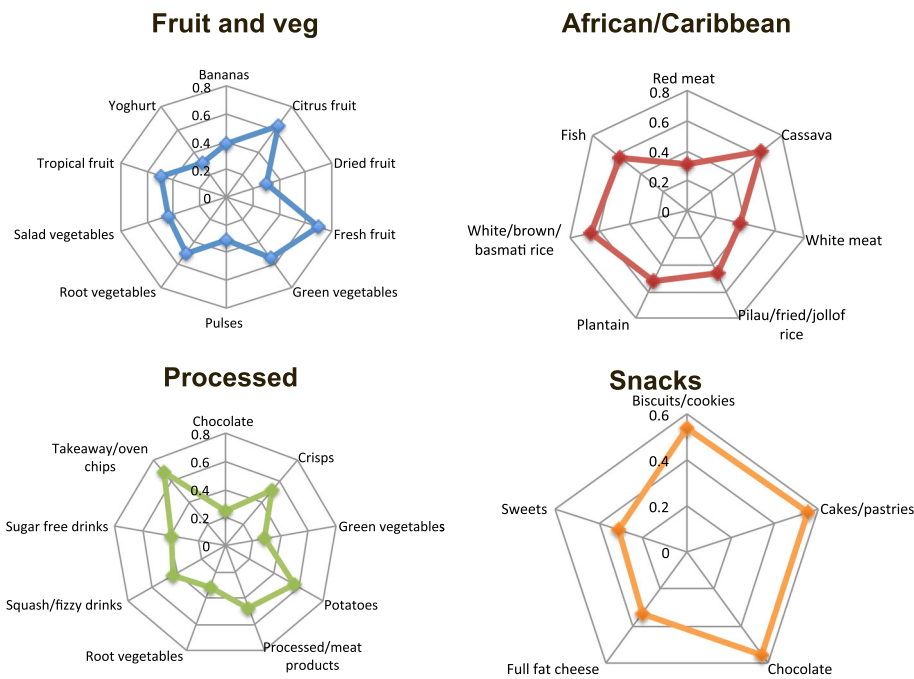 Fruit and veg
Bananas
0.8
0.6
0.4
0.2
0
Citrus fruit
Dried fruit
Fresh fruit
Green vegetables
Pulses
Root vegetables
Salad vegetables
Tropical fruit
Yoghurt
African/Caribbean
Red meat
0.8
0.6
0.4
0.2
0
Cassava
White meat
Pilau/fried/jollof
rice
Plantain
White/brown/
basmati rice
Fish
Processed
Chocolate
0.8
0.6
0.4
0.2
0
Crisps
Green vegetables
Potatoes
Processed/meat
products
Root vegetables
Squash/fizzy drinks
Sugar free drinks
Takeaway/oven
chips
Snacks
Biscuits/cookies
0.6
0.4
0.2
0
Cakes/pastries
Chocolate
Full fat cheese
Sweets